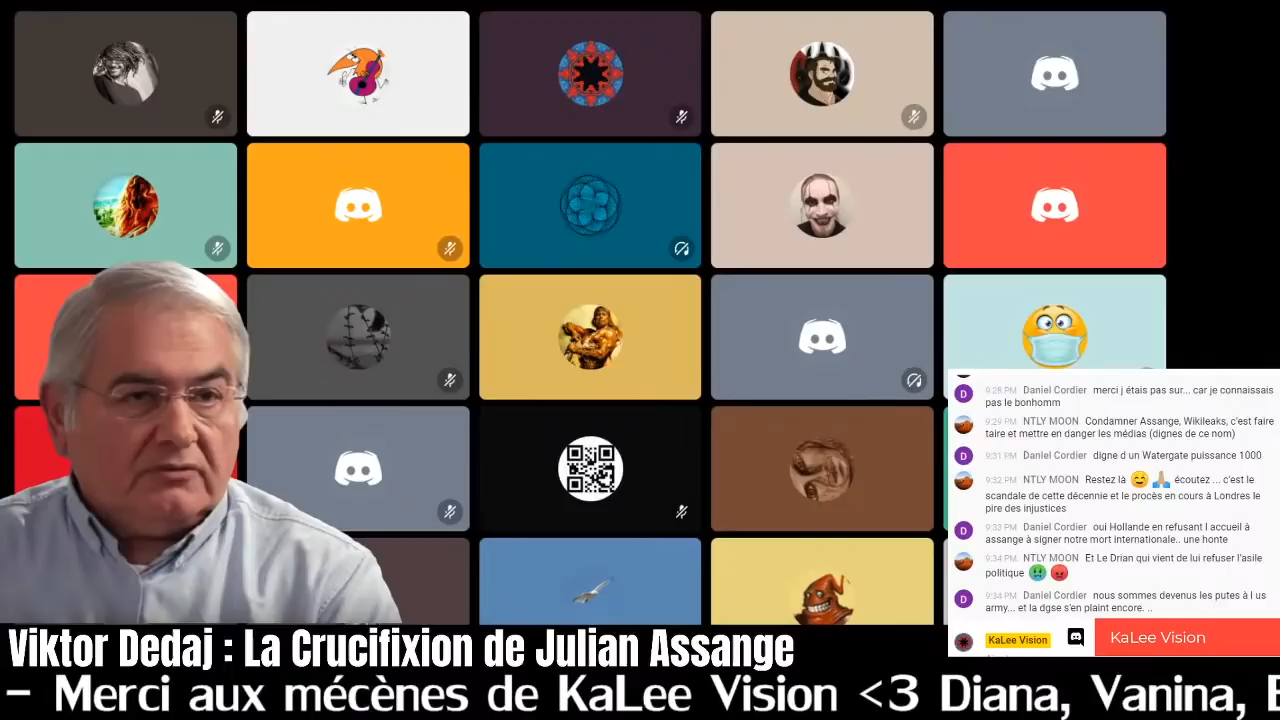 9:28 PM Daniel Cordier merci j étais pas sur... car je connaissais
pas le bonhomm
9:29 PM NTLY MOON Condamner Assange, Wikileaks, c'est faire
taire et mettre en danger les médias (dignes de ce nom)
D 9:31 PM Daniel Cordier digne d un Watergate puissance 1000
9:32 PM NTLY MOON Restez là ☺️ 🙏🏼 écoutez ... c'est le
scandale de cette décennie et le procès en cours à Londres le
pire des injustices
D 9:33 PM Daniel Cordier oui Hollande en refusant l accueil à
assange à signer notre mort internationale.. une honte
9:34 PM NTLY MOON Et Le Drian qui vient de lui refuser l'asile
politique 🤢 😡
D 9:34 PM Daniel Cordier nous sommes devenus les putes à l us
army... et la dgse s'en plaint encore. ..
KaLee Vision KaLee Vision
Viktor Dedaj : La Crucifixion de Julian Assange
– Merci aux mécènes de KaLee Vision <3 Diana, Vanina,